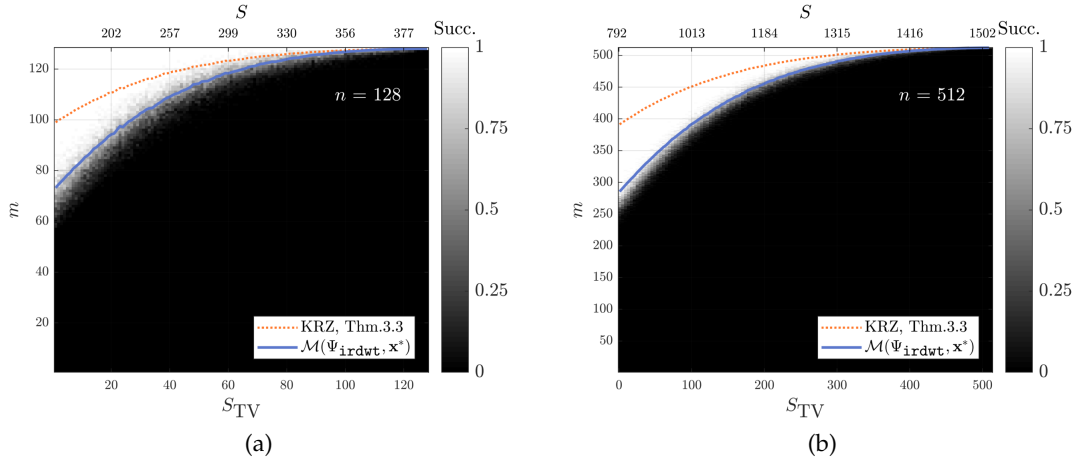 S
202 257 299 330 356 377
Succ.
n = 128
120
100
80
60
40
20
m
1
0.75
0.5
0.25
0
KRZ, Thm.3.3
M(Ψ_irdwt, x*)
20 40 60 80 100 120
S_TV
(a)
S
792 1013 1184 1315 1416 1502
Succ.
n = 512
500
450
400
350
300
250
200
150
100
50
m
1
0.75
0.5
0.25
0
KRZ, Thm.3.3
M(Ψ_irdwt, x*)
0 100 200 300 400 500
S_TV
(b)